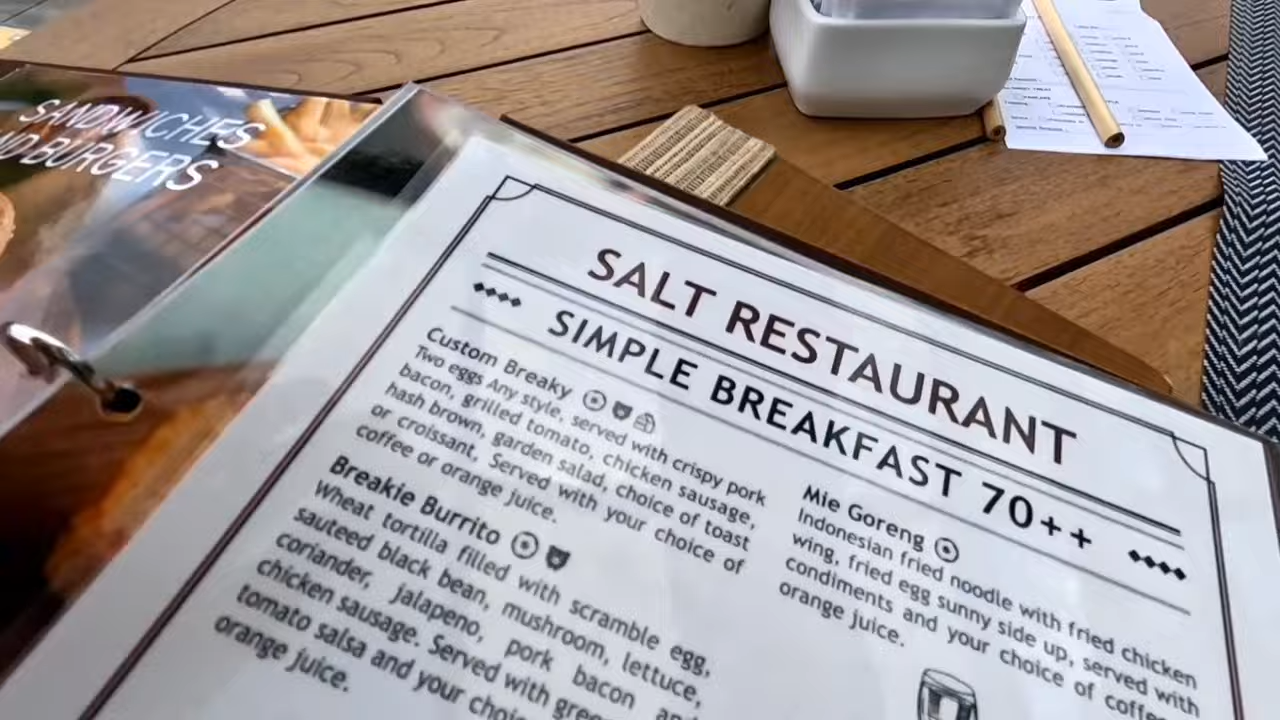 SANDWICHES
BURGERS
SALT RESTAURANT
SIMPLE BREAKFAST 70++
Custom Breaky
Two eggs Any style, served with crispy pork
bacon, grilled tomato, chicken sausage,
hash brown, garden salad, choice of toast
or croissant, Served with your choice of
coffee or orange juice.
Breakie Burrito
Wheat tortilla filled with scramble egg,
sauteed black bean, mushroom, lettuce,
coriander, jalapeno, pork bacon and
chicken sausage. Served with
tomato salsa and your
orange juice.
Mie Goreng
Indonesian fried noodle with fried chicken
wing, fried egg sunny side up, served with
condiments and your choice of
orange juice.